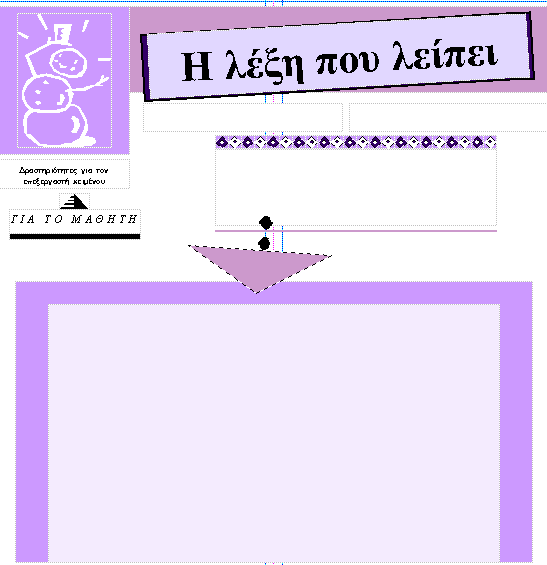 Η λέξη που λείπει
Δραστηριότητες για τον
επεξεργαστή κειμένου
ΓΙΑ ΤΟ ΜΑΘΗΤΗ